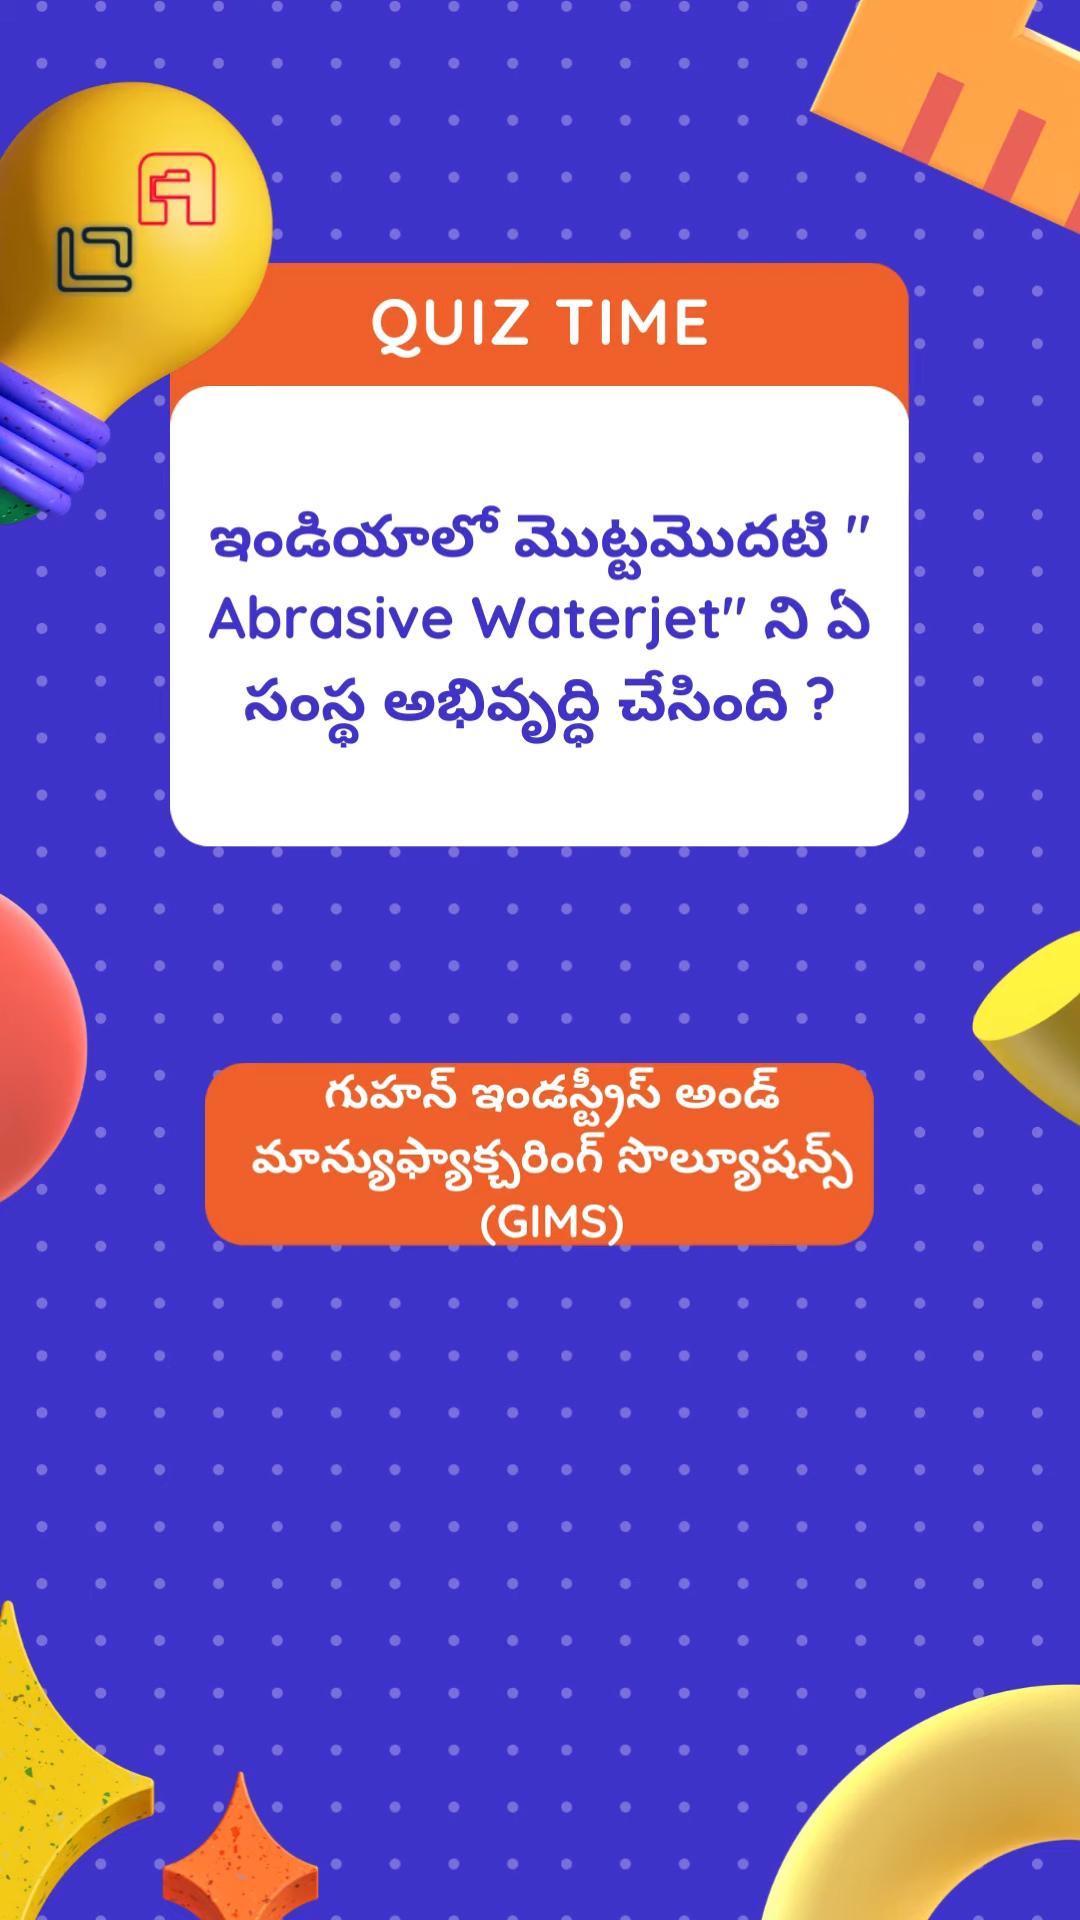 QUIZ TIME
ఇండియాలో మొట్టమొదటి "
Abrasive Waterjet" ని ఏ
సంస్థ అభివృద్ధి చేసింది ?
గుహన్ ఇండస్ట్రీస్ అండ్
మాన్యుఫ్యాక్చరింగ్ సొల్యూషన్స్
(GIMS)